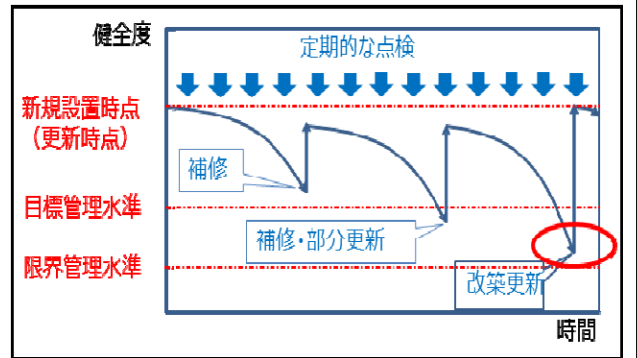 健全度
定期的な点検
新規設置時点
(更新時点)
補修
目標管理水準
補修・部分更新
限界管理水準
改築更新
時間